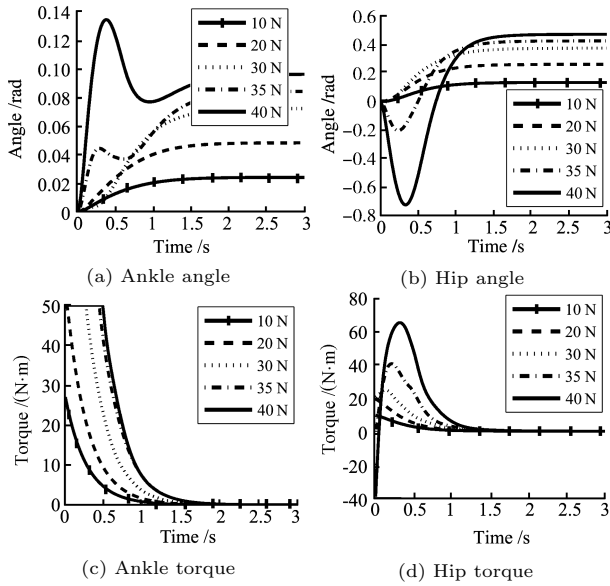 0.14
0.12
0.10
0.08
0.06
0.04
0.02
0
Angle /rad
10 N
20 N
30 N
35 N
40 N
0 0.5 1 1.5 2 2.5 3
Time /s
(a) Ankle angle
0.6
0.4
0.2
0
−0.2
−0.4
−0.6
−0.8
Angle /rad
10 N
20 N
30 N
35 N
40 N
0 0.5 1 1.5 2 2.5 3
Time /s
(b) Hip angle
50
40
30
20
10
0
Torque /(N·m)
10 N
20 N
30 N
35 N
40 N
0 0.5 1 1.5 2 2.5 3
Time /s
(c) Ankle torque
80
60
40
20
0
−20
−40
Torque /(N·m)
10 N
20 N
30 N
35 N
40 N
0 0.5 1 1.5 2 2.5 3
Time /s
(d) Hip torque